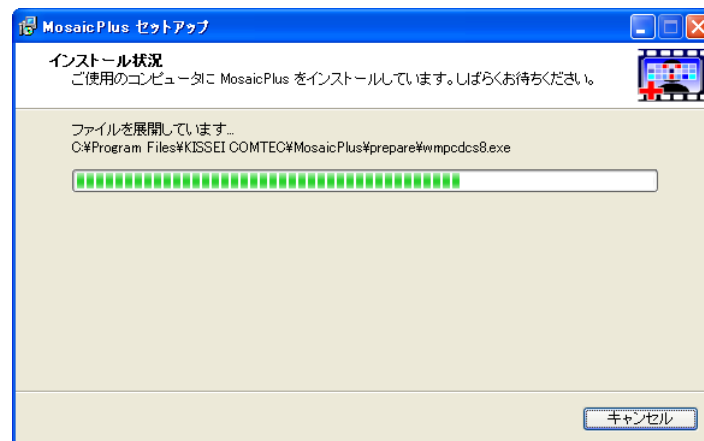 MosaicPlus セットアップ
インストール状況
ご使用のコンピュータに MosaicPlus をインストールしています。しばらくお待ちください。
ファイルを展開しています...
C:¥Program Files¥KISSEI COMTEC¥MosaicPlus¥prepare¥wmpcdcs8.exe
キャンセル